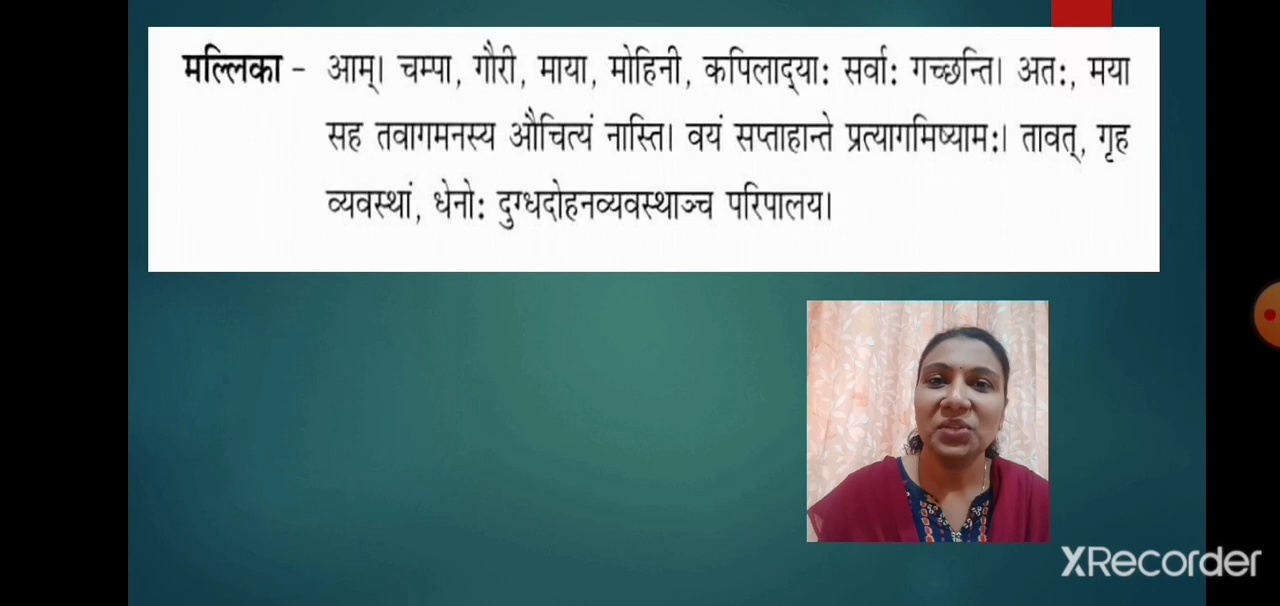 मल्लिका - आम्। चम्पा, गौरी, माया, मोहिनी, कपिलाद्या: सर्वा: गच्छन्ति। अत:, मया
सह तवागमनस्य औचित्यं नास्ति। वयं सप्ताहान्ते प्रत्यागमिष्याम:। तावत्, गृह
व्यवस्थां, धेनो: दुग्धदोहनव्यवस्थाञ्च परिपालय।
XRecorder